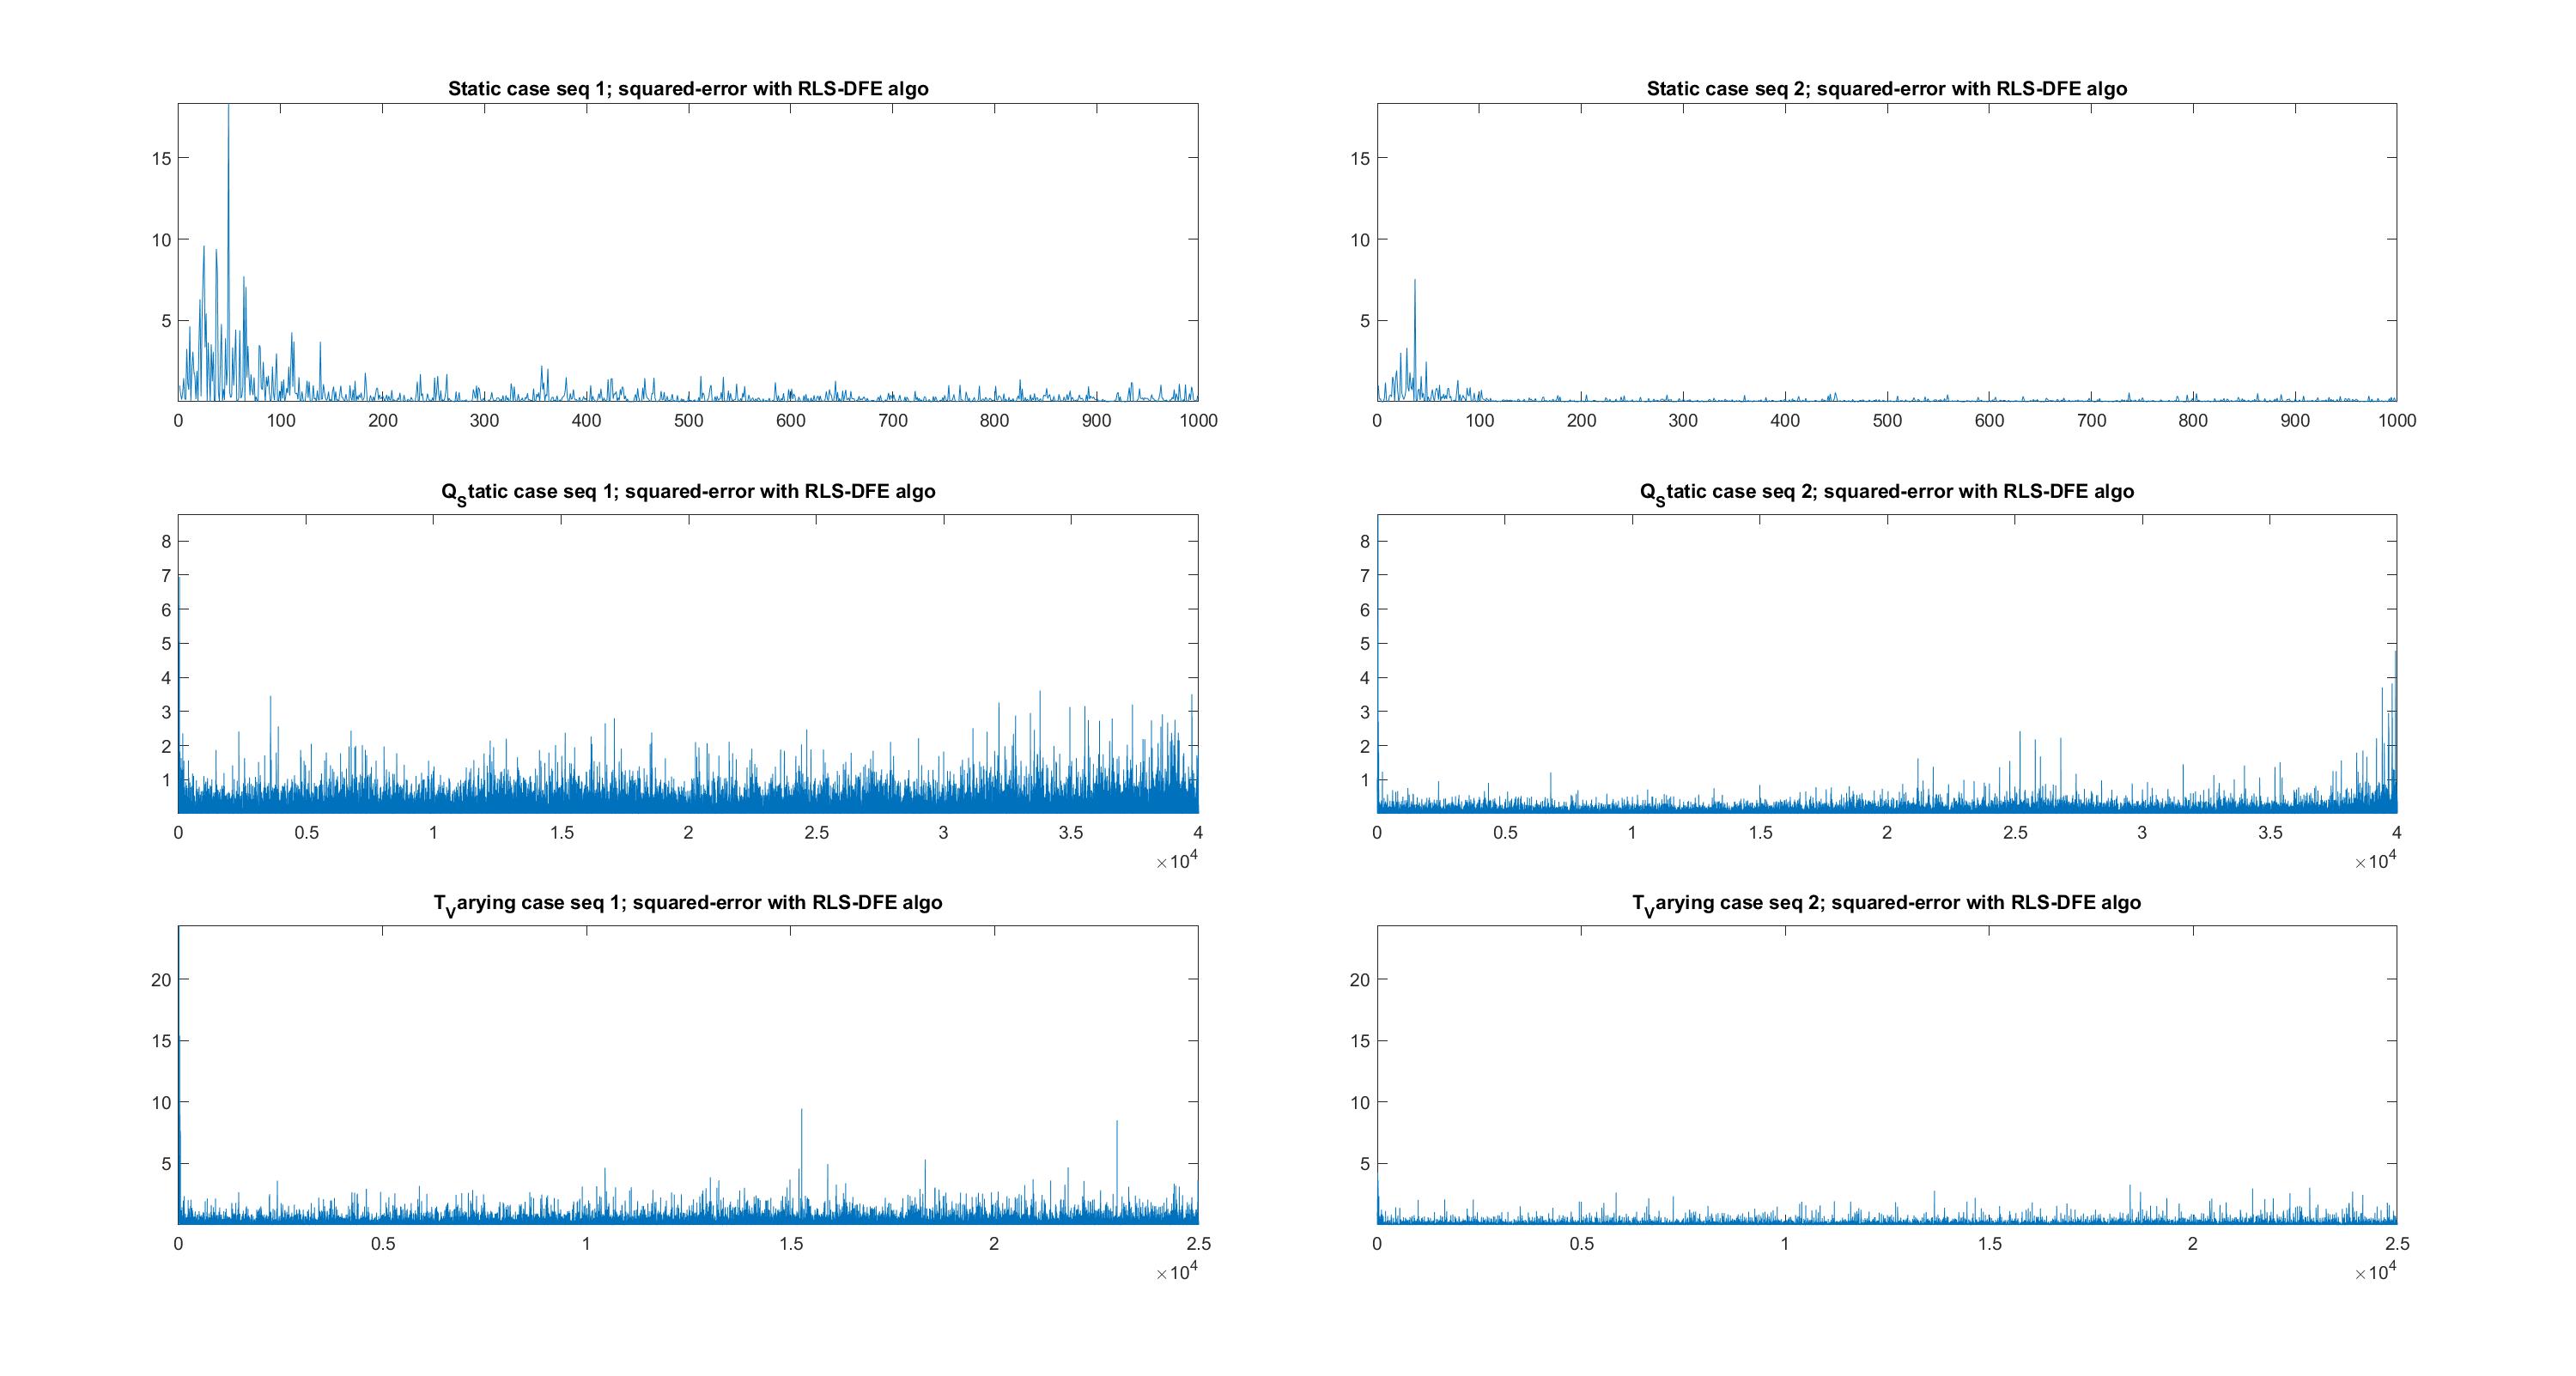 Static case seq 1; squared-error with RLS-DFE algo
15
10
5
0 100 200 300 400 500 600 700 800 900 1000
Static case seq 2; squared-error with RLS-DFE algo
15
10
5
0 100 200 300 400 500 600 700 800 900 1000
QStatic case seq 1; squared-error with RLS-DFE algo
8
7
6
5
4
3
2
1
0 0.5 1 1.5 2 2.5 3 3.5 4
×10^4
QStatic case seq 2; squared-error with RLS-DFE algo
8
7
6
5
4
3
2
1
0 0.5 1 1.5 2 2.5 3 3.5 4
×10^4
TVarying case seq 1; squared-error with RLS-DFE algo
20
15
10
5
0 0.5 1 1.5 2 2.5
×10^4
TVarying case seq 2; squared-error with RLS-DFE algo
20
15
10
5
0 0.5 1 1.5 2 2.5
×10^4